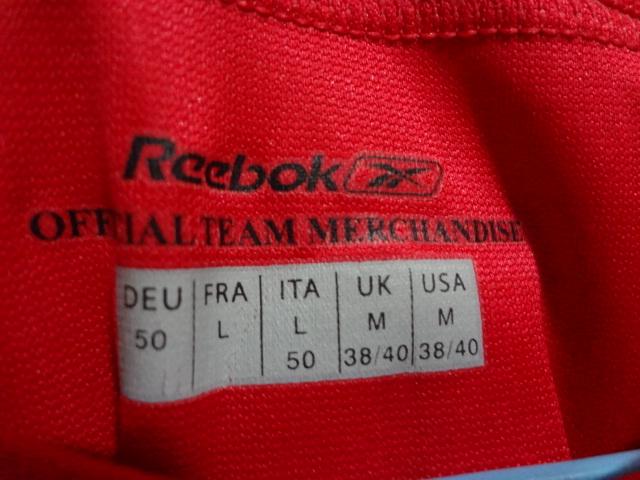 Reebok
OFFICIAL TEAM MERCHANDISE
DEU FRA ITA UK USA
50 L L M M
50 38/40 38/40